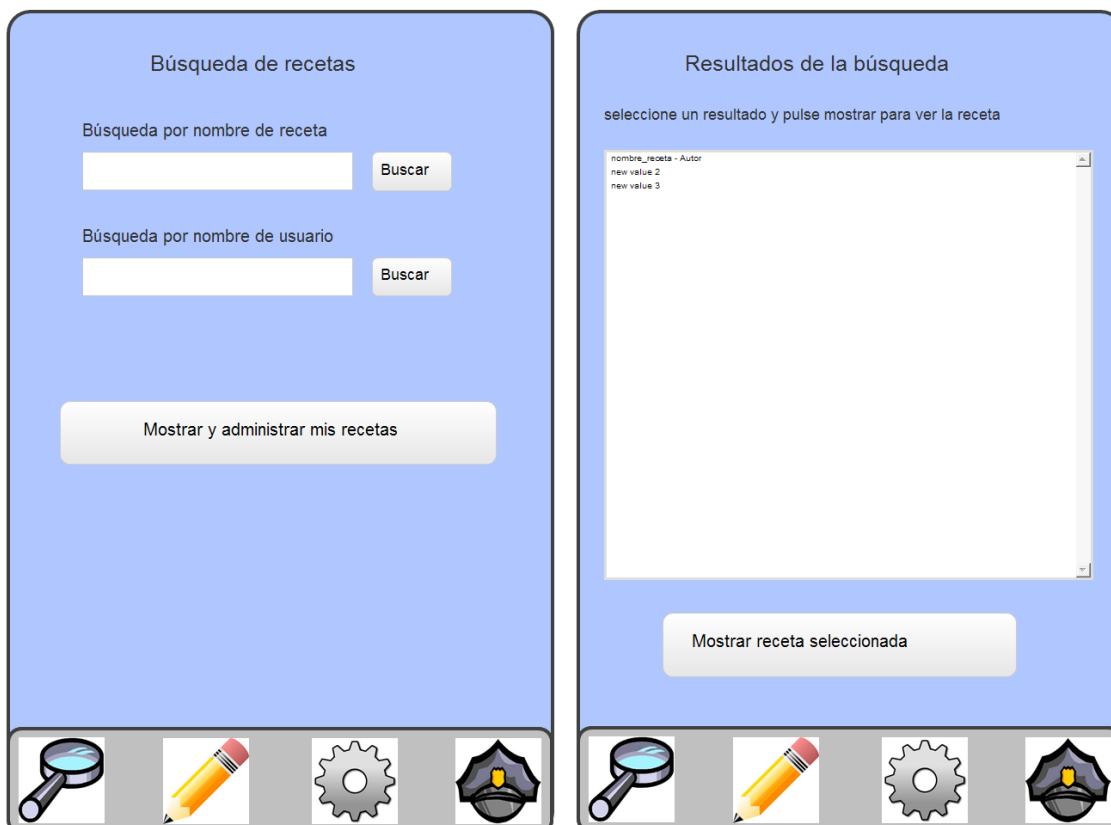 Búsqueda de recetas
Búsqueda por nombre de receta
Buscar
Búsqueda por nombre de usuario
Buscar
Mostrar y administrar mis recetas
Resultados de la búsqueda
seleccione un resultado y pulse mostrar para ver la receta
nombre_receta - Autor
new value 2
new value 3
Mostrar receta seleccionada